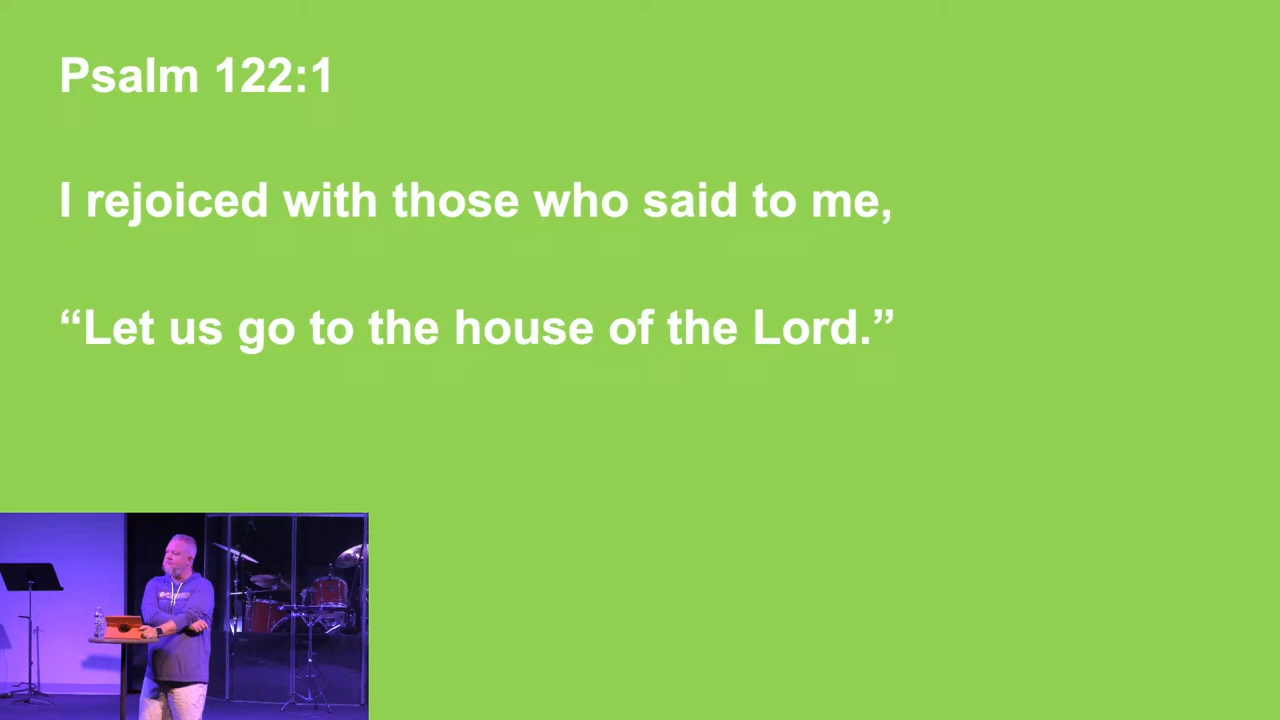 Psalm 122:1
I rejoiced with those who said to me,
“Let us go to the house of the Lord.”